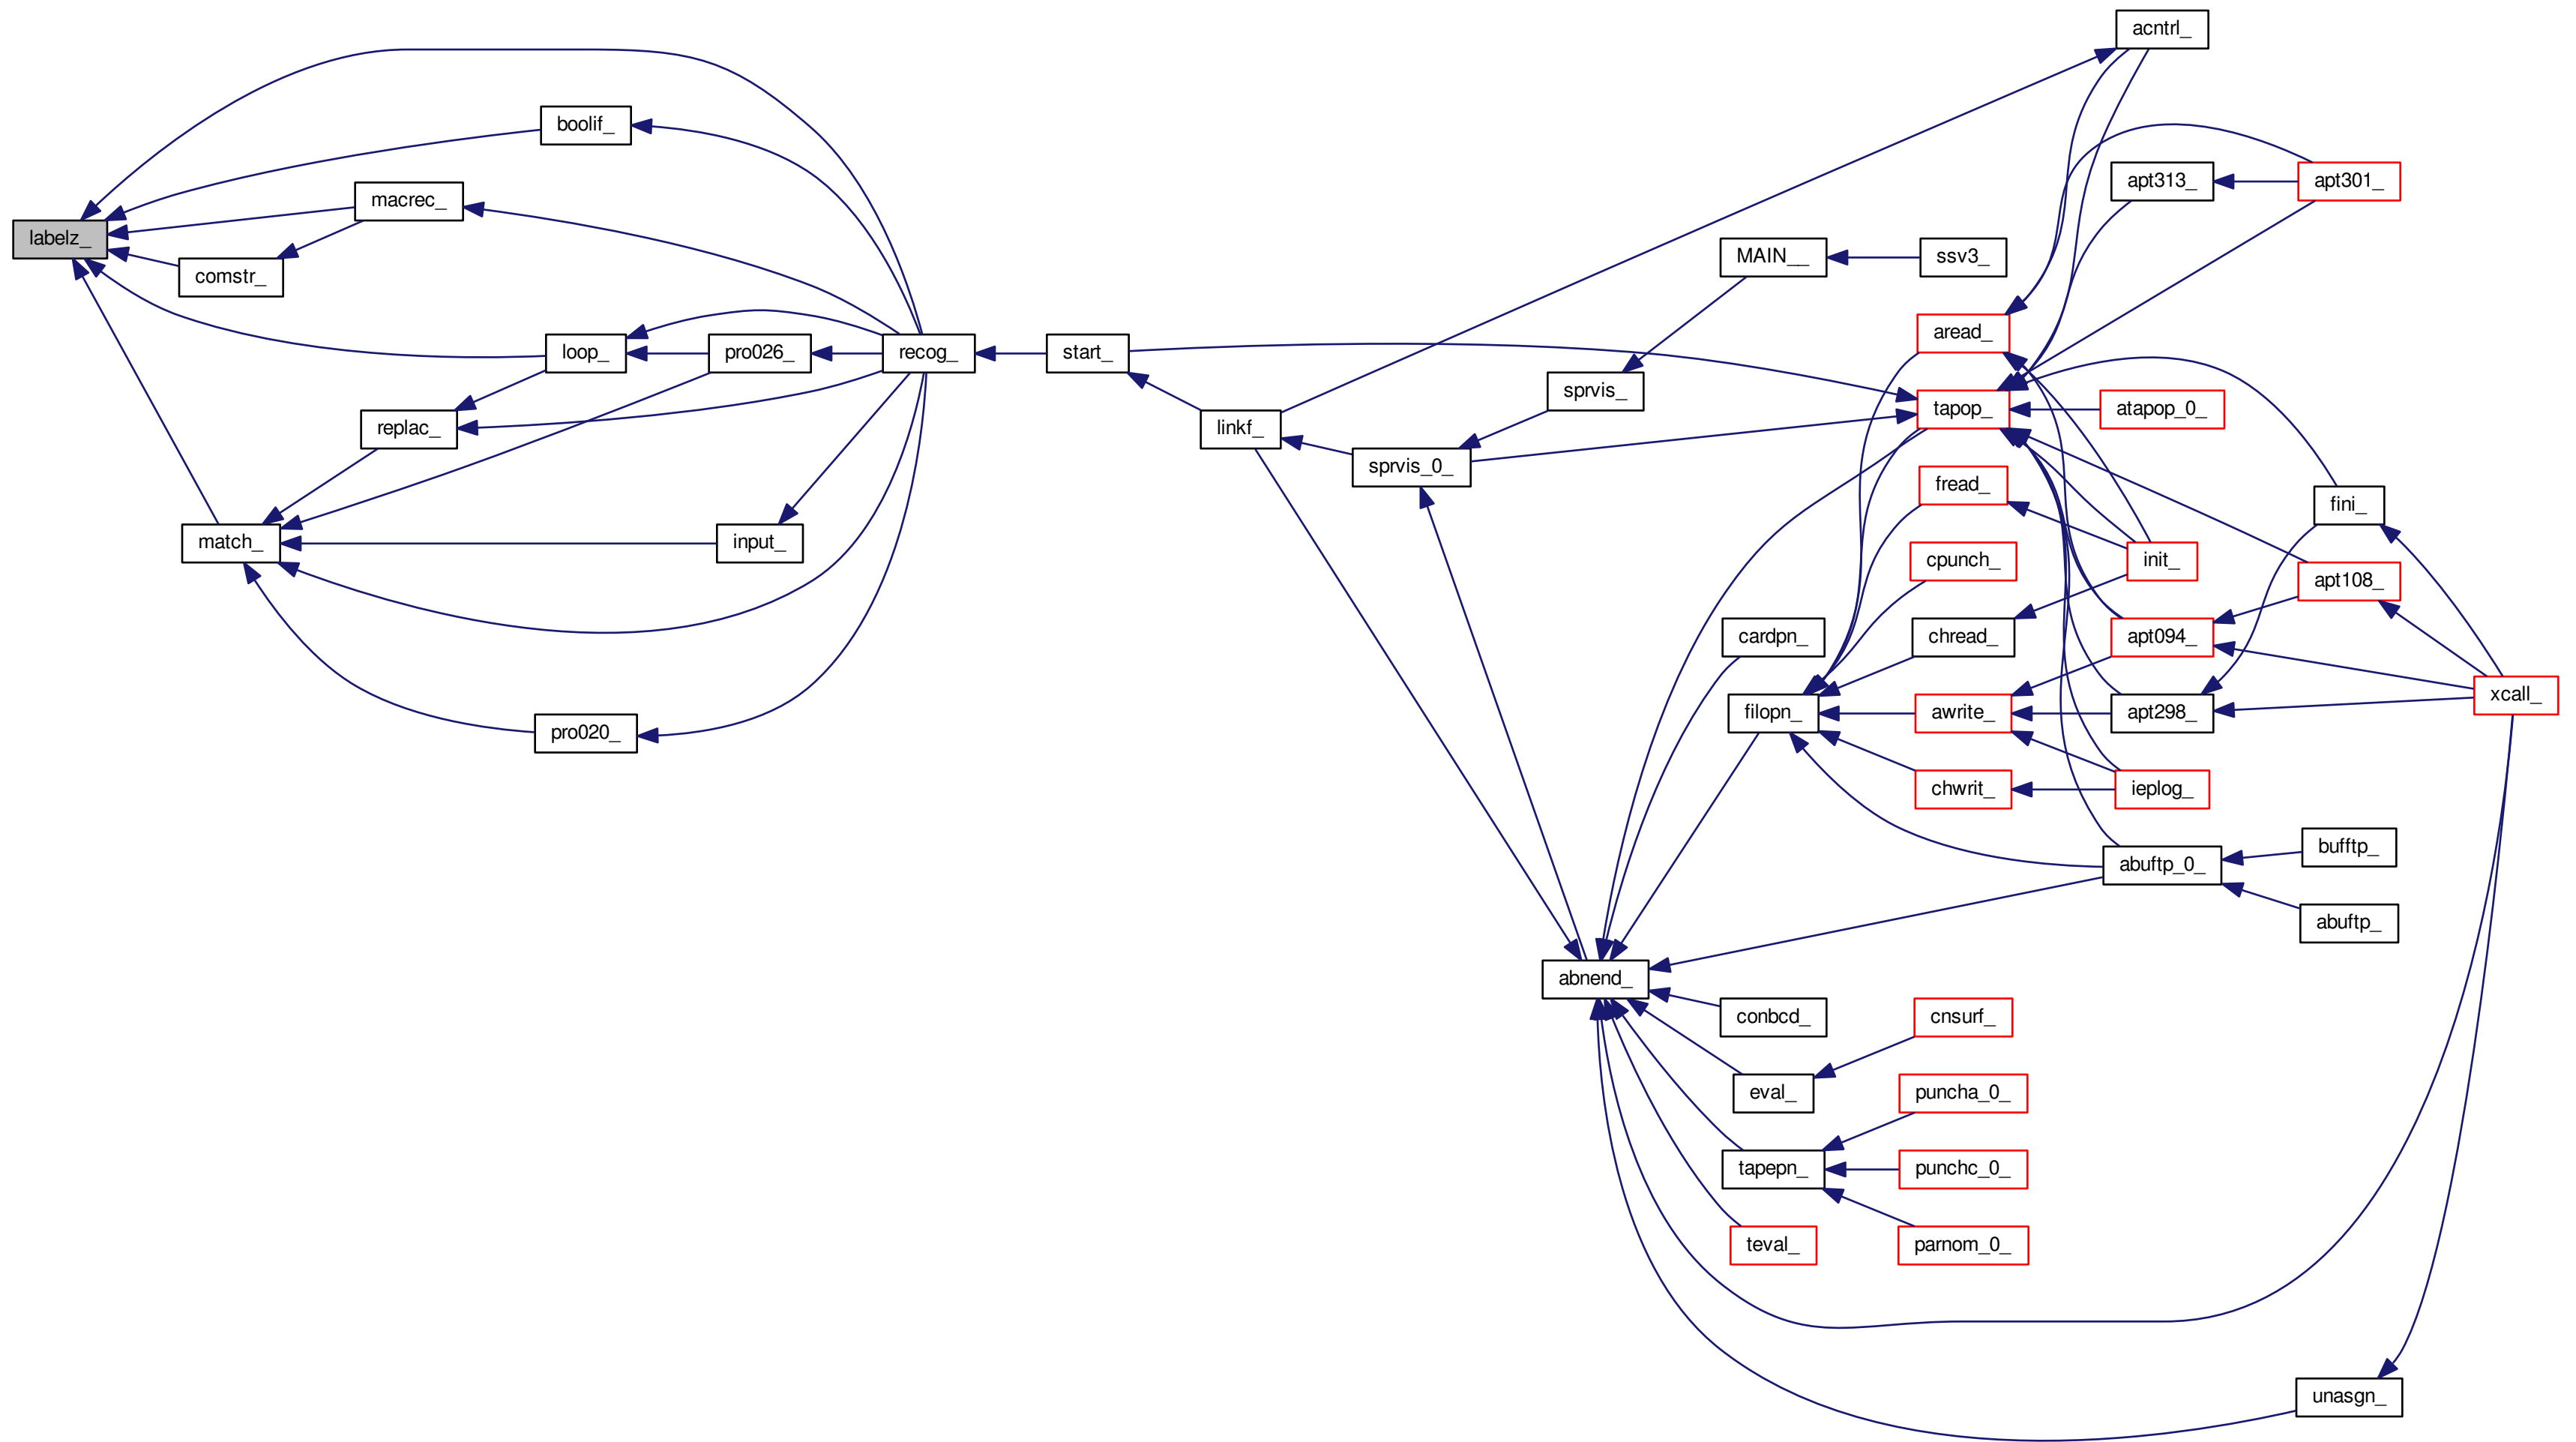 labelz_
boolif_
macrec_
comstr_
loop_
pro026_
replac_
match_
input_
pro020_
recog_
start_
linkf_
sprvis_0_
sprvis_
MAIN__
ssv3_
acntrl_
apt313_
apt301_
aread_
tapop_
atapop_0_
fread_
cpunch_
init_
fini_
apt108_
cardpn_
chread_
apt094_
filopn_
awrite_
apt298_
xcall_
chwrit_
ieplog_
abuftp_0_
bufftp_
abuftp_
abnend_
conbcd_
cnsurf_
eval_
puncha_0_
tapepn_
punchc_0_
teval_
parnom_0_
unasgn_